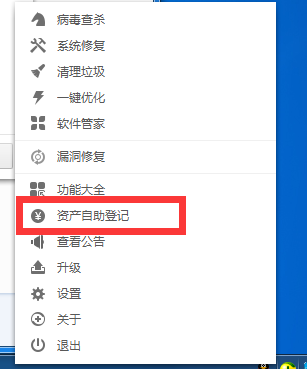 病毒查杀
系统修复
清理垃圾
一键优化
软件管家
漏洞修复
功能大全
资产自助登记
查看公告
升级
设置
关于
退出